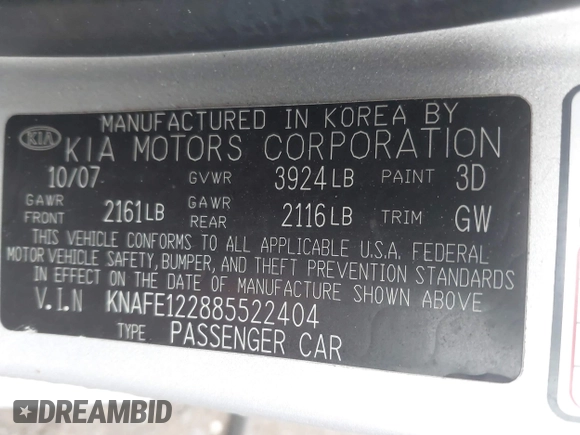 MANUFACTURED IN KOREA BY
KIA KIA MOTORS CORPORATION
10/07 GVWR 3924LB PAINT 3D
GAWR FRONT 2161LB GAWR REAR 2116LB TRIM GW
THIS VEHICLE CONFORMS TO ALL APPLICABLE U.S.A. FEDERAL
MOTOR VEHICLE SAFETY, BUMPER, AND THEFT PREVENTION STANDARDS
IN EFFECT ON THE DATE OF MANUFACTURE SHOWN ABOVE
V.I.N KNAFE122885522404
TYPE PASSENGER CAR
DREAMBID